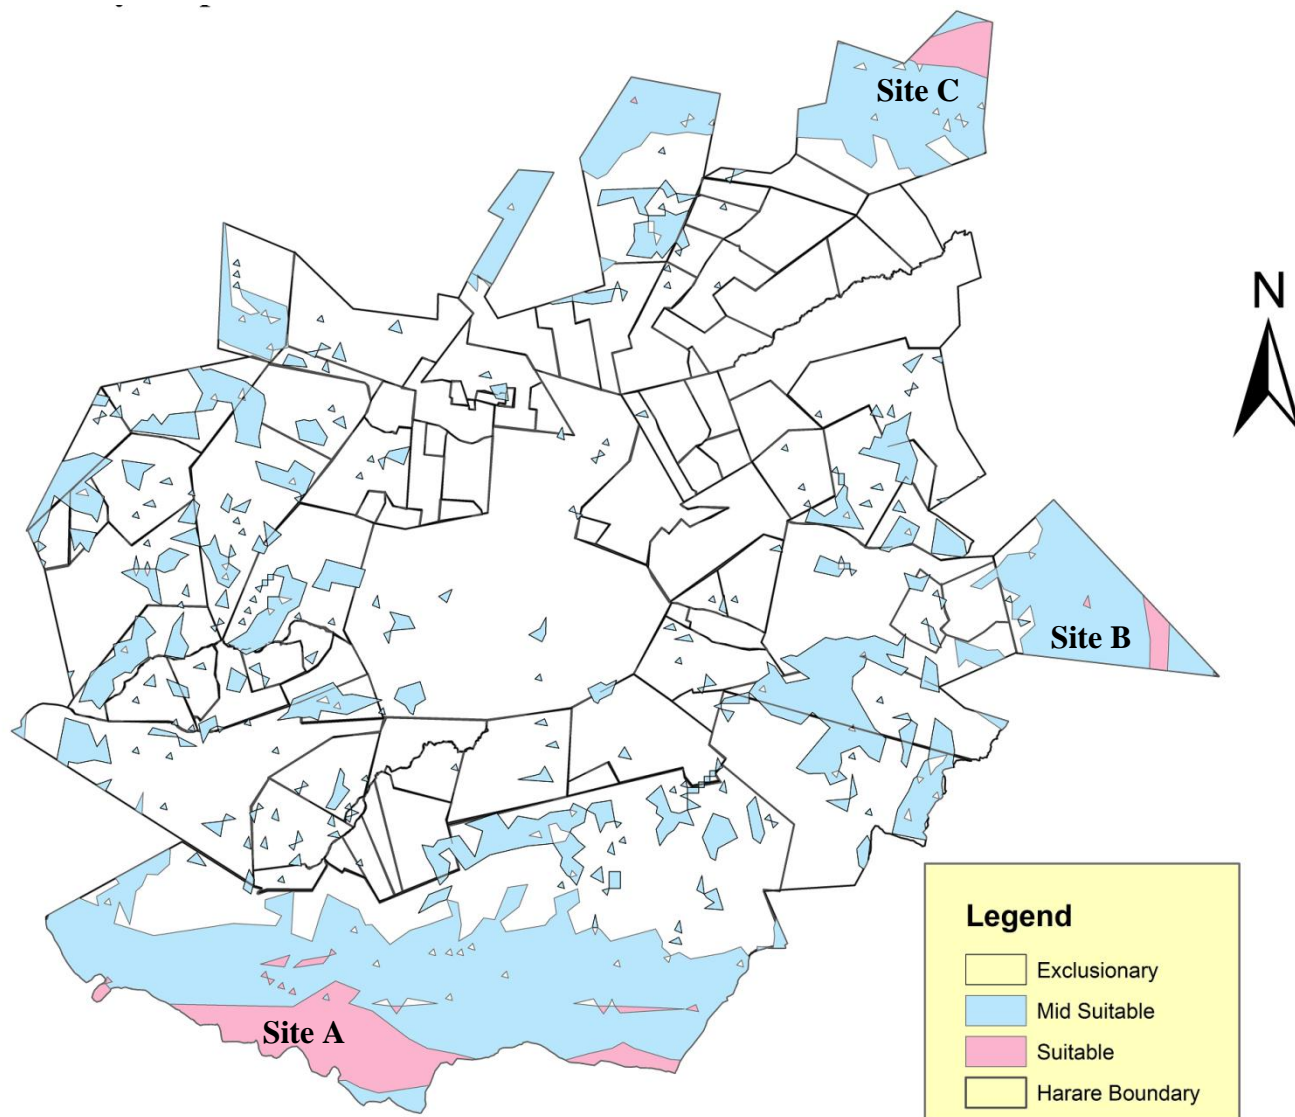 Site C
N
Site B
Site A
Legend
Exclusionary
Mid Suitable
Suitable
Harare Boundary